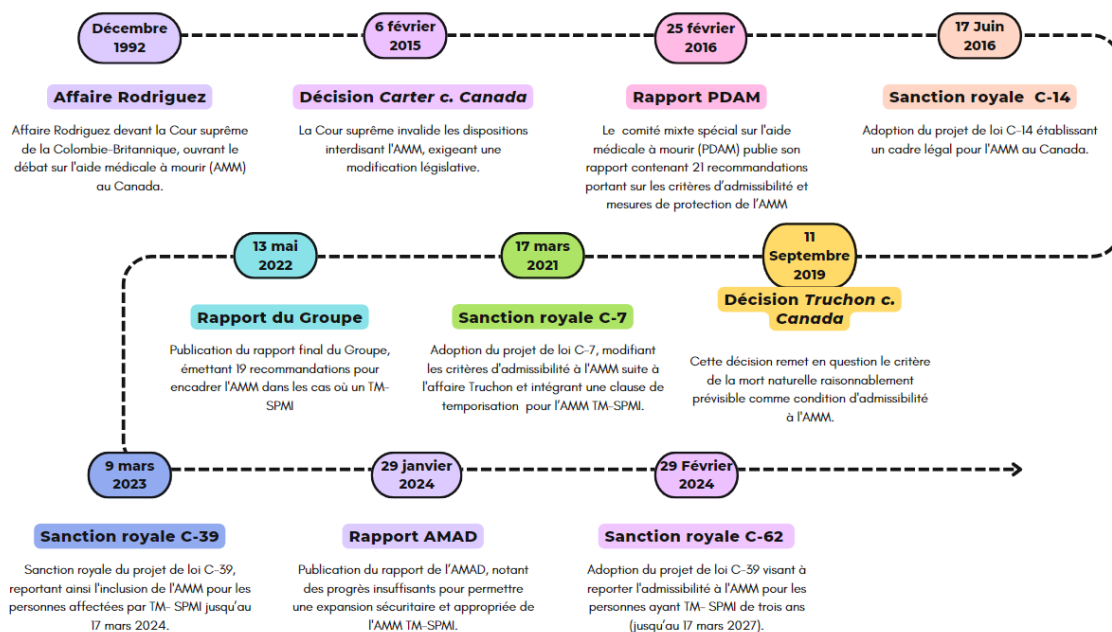 Décembre
1992
6 février
2015
25 février
2016
17 Juin
2016
Affaire Rodriguez
Affaire Rodriguez devant la Cour suprême
de la Colombie-Britannique, ouvrant le
débat sur l'aide médicale à mourir (AMM)
au Canada.
Décision Carter c. Canada
La Cour suprême invalide les dispositions
interdisant l'AMM, exigeant une
modification législative.
Rapport PDAM
Le comité mixte spécial sur l'aide
médicale à mourir (PDAM) publie son
rapport contenant 21 recommandations
portant sur les critères d'admissibilité et
mesures de protection de l'AMM
Sanction royale C-14
Adoption du projet de loi C-14 établissant
un cadre légal pour l'AMM au Canada.
13 mai
2022
17 mars
2021
11
Septembre
2019
Rapport du Groupe
Publication du rapport final du Groupe,
émettant 19 recommandations pour
encadrer l'AMM dans les cas où un TM-
SPMI
Sanction royale C-7
Adoption du projet de loi C-7, modifiant
les critères d'admissibilité à l'AMM suite à
l'affaire Truchon et intégrant une clause de
temporisation pour l'AMM TM-SPMI.
Décision Truchon c.
Canada
Cette décision remet en question le critère
de la mort naturelle raisonnablement
prévisible comme condition d'admissibilité
à l'AMM.
9 mars
2023
29 janvier
2024
29 Février
2024
Sanction royale C-39
Sanction royale du projet de loi C-39,
reportant ainsi l'inclusion de l'AMM pour les
personnes affectées par TM- SPMI jusqu'au
17 mars 2024.
Rapport AMAD
Publication du rapport de l'AMAD, notant
des progrès insuffisants pour permettre
une expansion sécuritaire et appropriée de
l'AMM TM-SPMI.
Sanction royale C-62
Adoption du projet de loi C-39 visant à
reporter l'admissibilité à l'AMM pour les
personnes ayant TM- SPMI de trois ans
(jusqu'au 17 mars 2027).